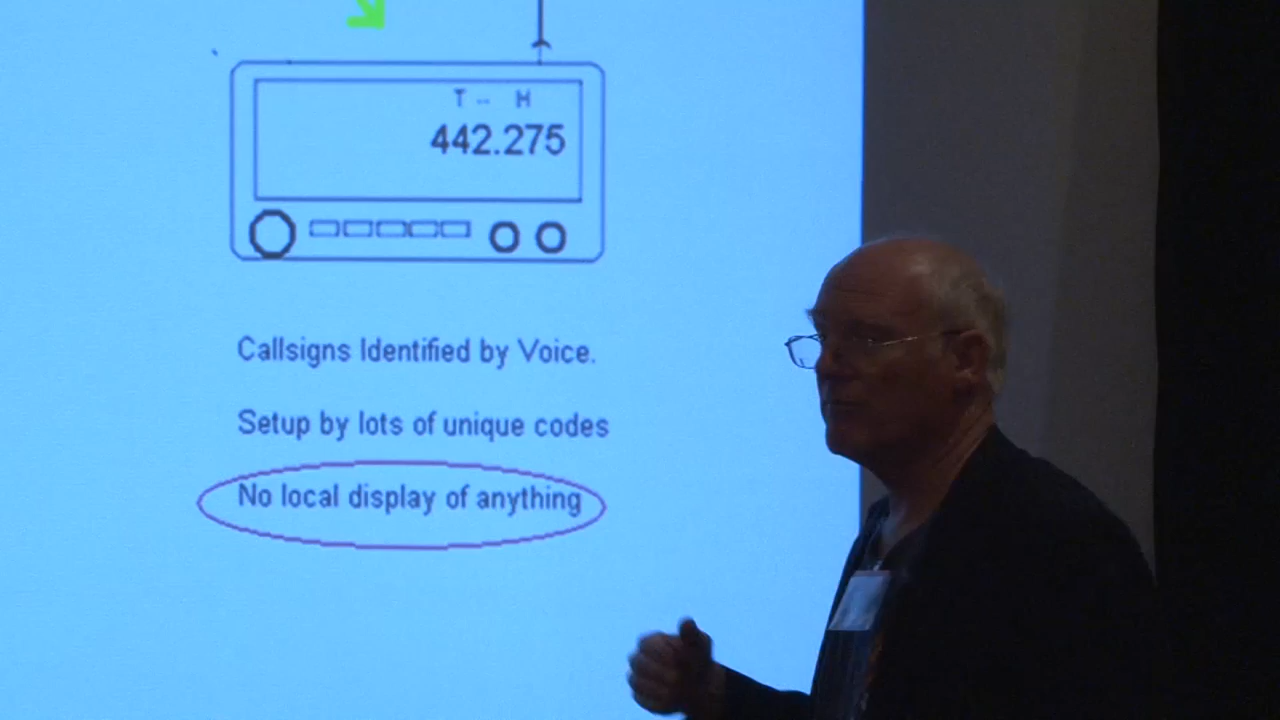 T -- H
442.275
Callsigns Identified by Voice.
Setup by lots of unique codes
No local display of anything